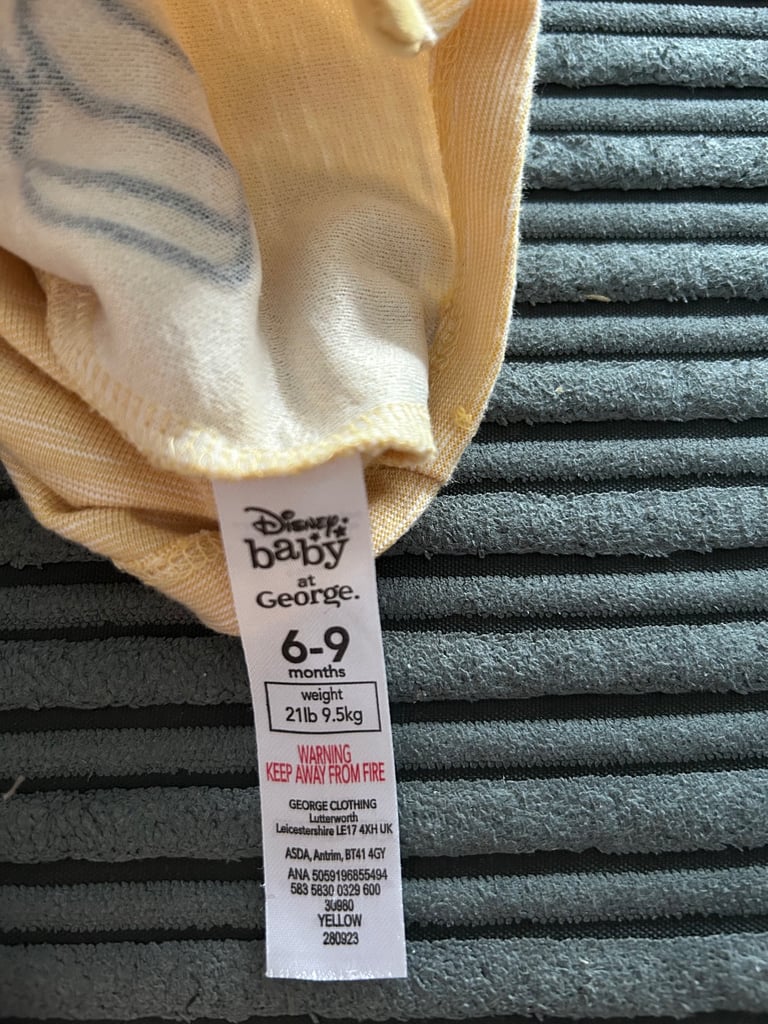 Disney
baby
at
George.
6-9
months
weight
21lb 9.5kg
WARNING
KEEP AWAY FROM FIRE
GEORGE CLOTHING
Lutterworth
Leicestershire LE17 4XH UK
ASDA, Antrim, BT41 4GY
ANA 5059196855494
583 5830 0329 600
30980
YELLOW
280923